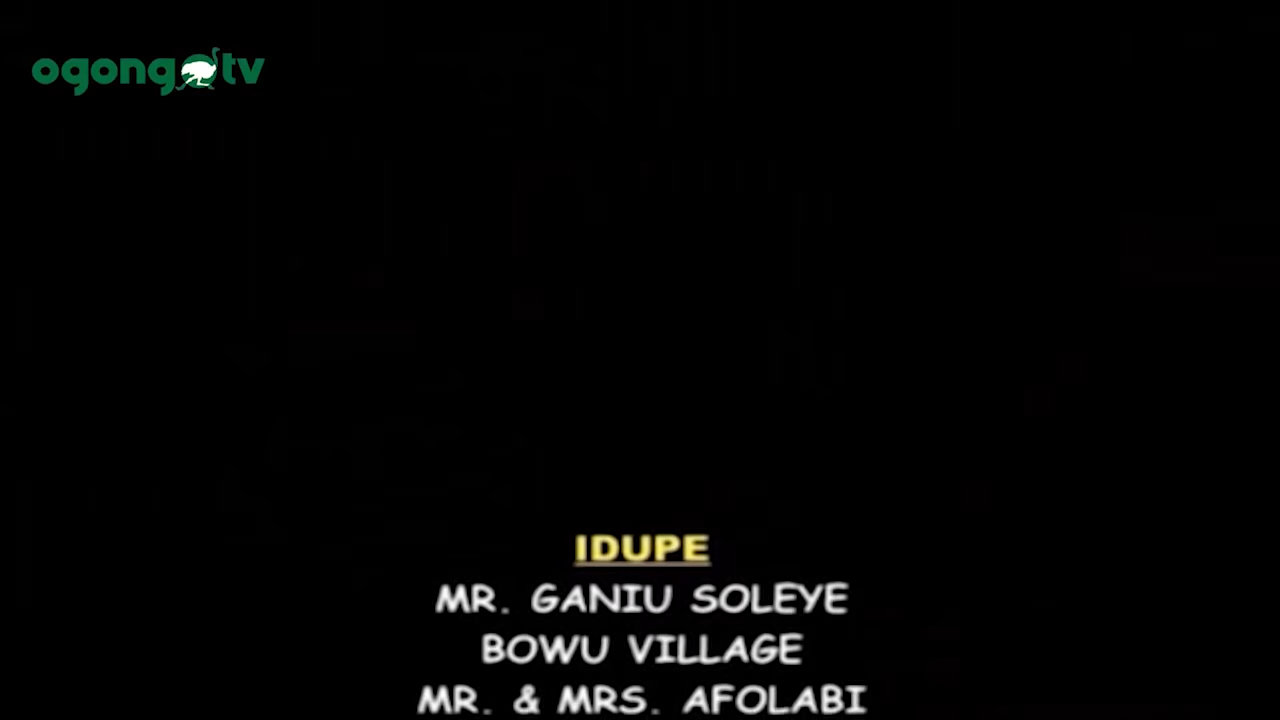 ogongotv
IDUPE
MR. GANIU SOLEYE
BOWU VILLAGE
MR. & MRS. AFOLABI